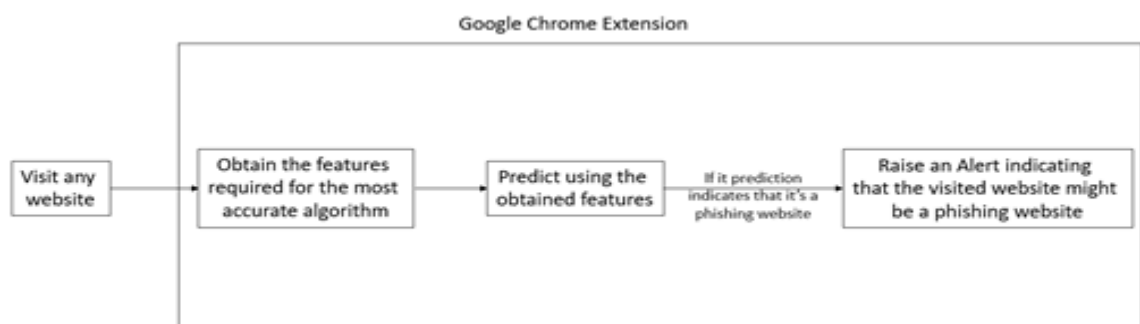 Google Chrome Extension
Visit any
website
Obtain the features
required for the most
accurate algorithm
Predict using the
obtained features
If it prediction
indicates that it's a
phishing website
Raise an Alert indicating
that the visited website might
be a phishing website